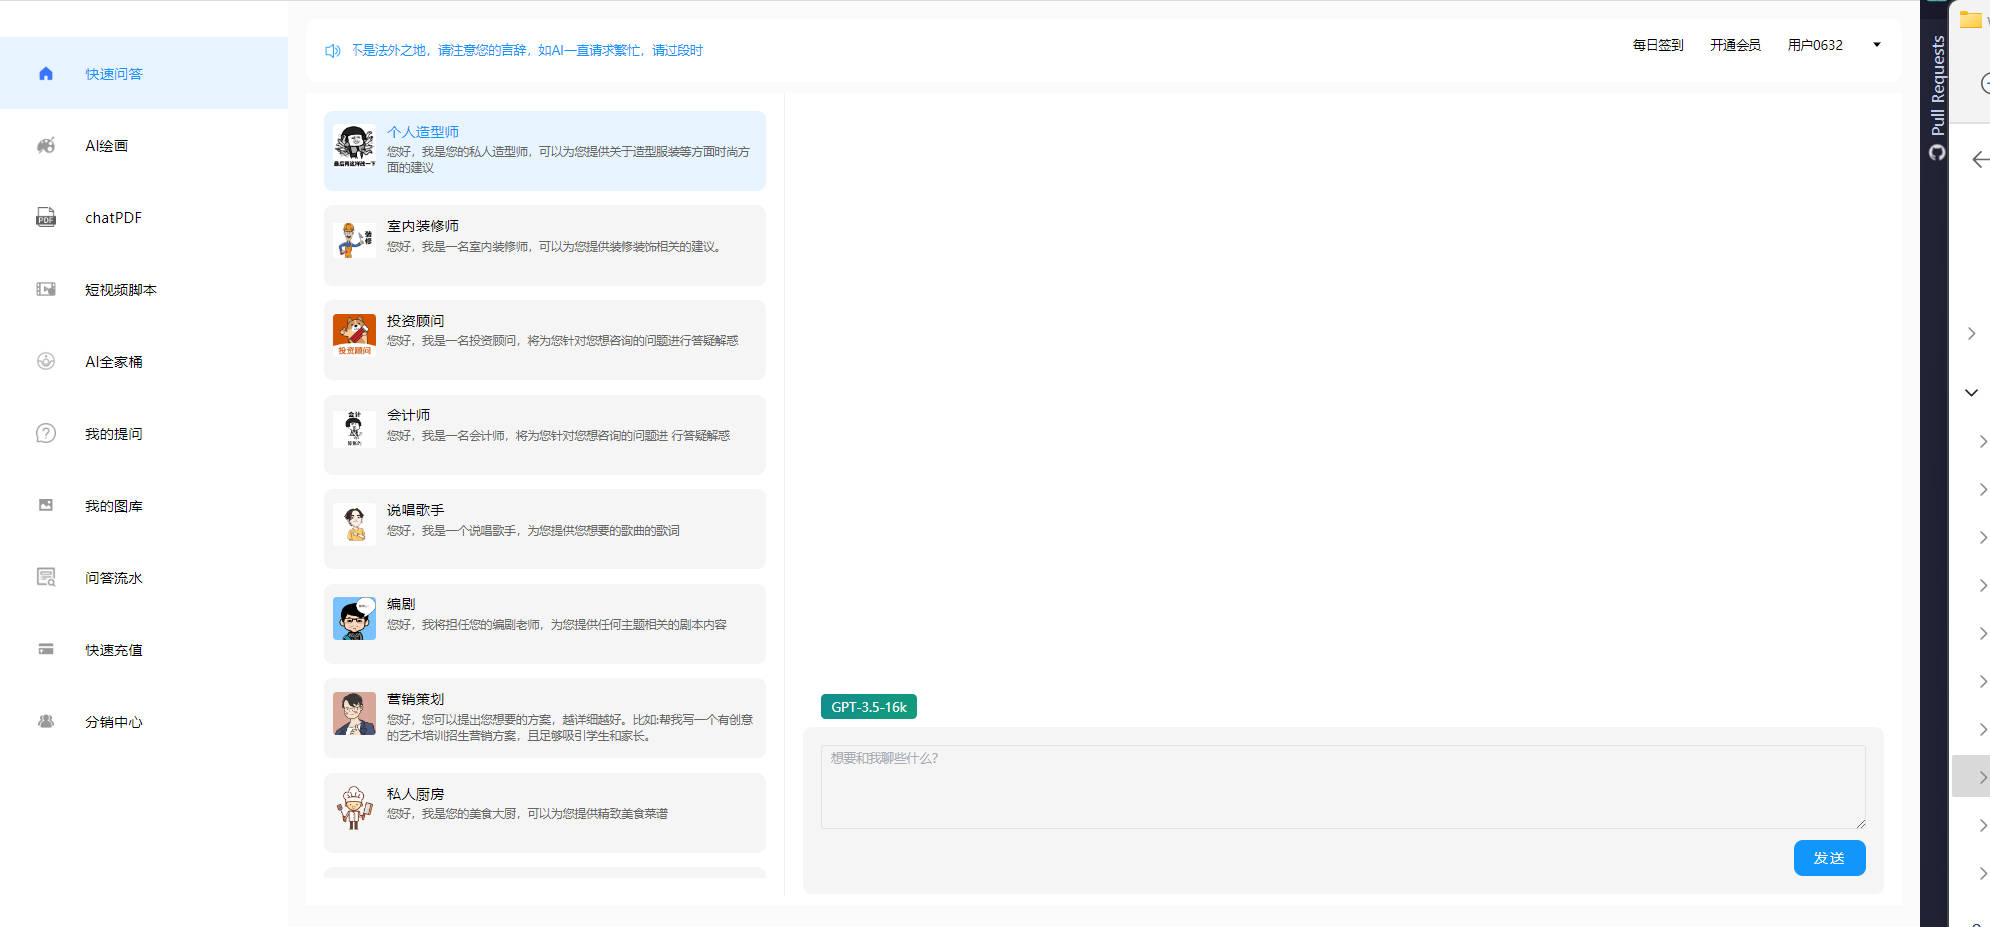 快速问答
AI绘画
chatPDF
短视频脚本
AI全家桶
我的提问
我的图库
问答流水
快速充值
分销中心
不是法外之地，请注意您的言辞，如AI一直请求繁忙，请过段时
每日签到
开通会员
用户0632
个人造型师
您好，我是您的私人造型师，可以为您提供关于造型服装等方面时尚方
面的建议
室内装修师
您好，我是一名室内装修师，可以为您提供装修装饰相关的建议。
装修
投资顾问
您好，我是一名投资顾问，将为您针对您想咨询的问题进行答疑解惑
投资顾问
会计师
您好，我是一名会计师，将为您针对您想咨询的问题进 行答疑解惑
会计
说唱歌手
您好，我是一个说唱歌手，为您提供您想要的歌曲的歌词
编剧
您好，我将担任您的编剧老师，为您提供任何主题相关的剧本内容
营销策划
您好，您可以提出您想要的方案，越详细越好。比如:帮我写一个有创意
的艺术培训招生营销方案，且足够吸引学生和家长。
私人厨房
您好，我是您的美食大厨，可以为您提供精致美食菜谱
GPT-3.5-16k
想要和我聊些什么?
发送
Pull Requests